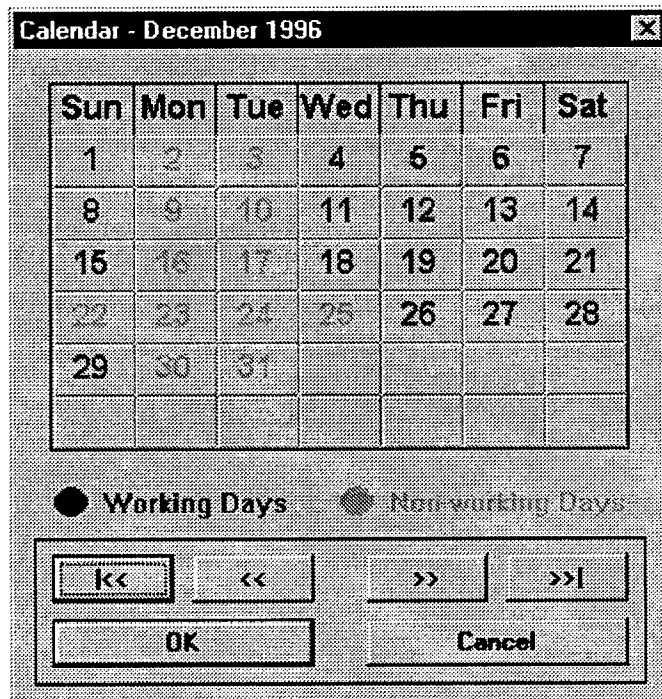 Calendar - December 1996
Sun Mon Tue Wed Thu Fri Sat
1 2 3 4 5 6 7
8 9 10 11 12 13 14
15 16 17 18 19 20 21
22 23 24 25 26 27 28
29 30 31
Working Days Non-working Days
|<< << >> >>|
OK Cancel